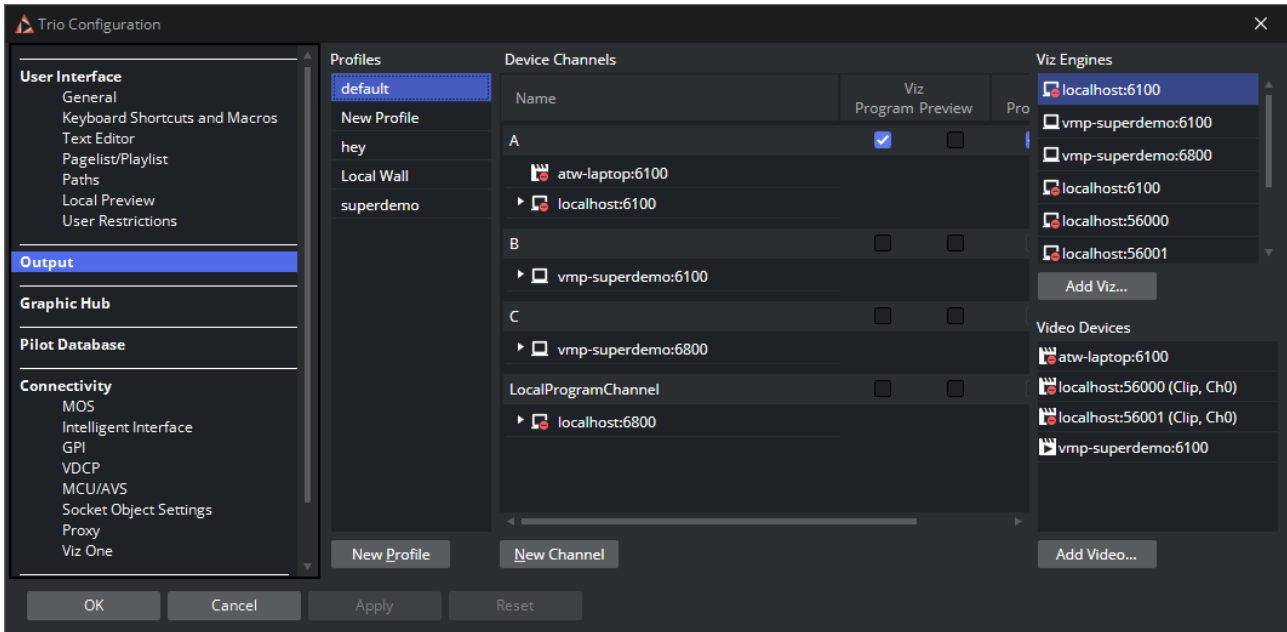 Trio Configuration
User Interface
General
Keyboard Shortcuts and Macros
Text Editor
Pagelist/Playlist
Paths
Local Preview
User Restrictions
Output
Graphic Hub
Pilot Database
Connectivity
MOS
Intelligent Interface
GPI
VDCP
MCU/AVS
Socket Object Settings
Proxy
Viz One
Profiles
default
New Profile
hey
Local Wall
superdemo
New Profile
Device Channels
Name
Viz
Program Preview
Pro
A
atw-laptop:6100
localhost:6100
B
vmp-superdemo:6100
C
vmp-superdemo:6800
LocalProgramChannel
localhost:6800
New Channel
Viz Engines
localhost:6100
vmp-superdemo:6100
vmp-superdemo:6800
localhost:6100
localhost:56000
localhost:56001
Add Viz...
Video Devices
atw-laptop:6100
localhost:56000 (Clip, Ch0)
localhost:56001 (Clip, Ch0)
vmp-superdemo:6100
Add Video...
OK
Cancel
Apply
Reset